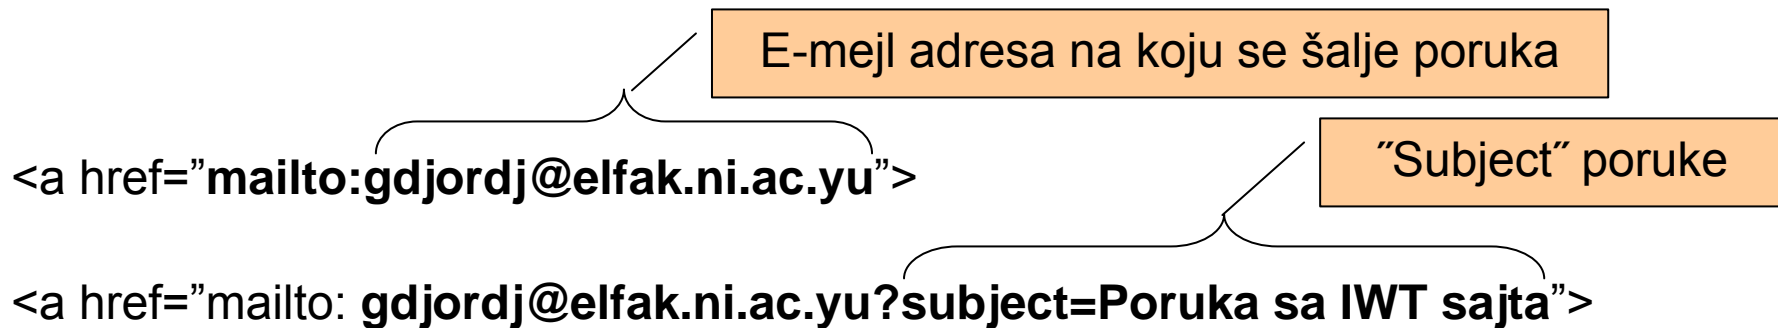 E-mejl adresa na koju se šalje poruka
˝Subject˝ poruke
<a href=”mailto:gdjordj@elfak.ni.ac.yu”>
<a href=”mailto: gdjordj@elfak.ni.ac.yu?subject=Poruka sa IWT sajta”>